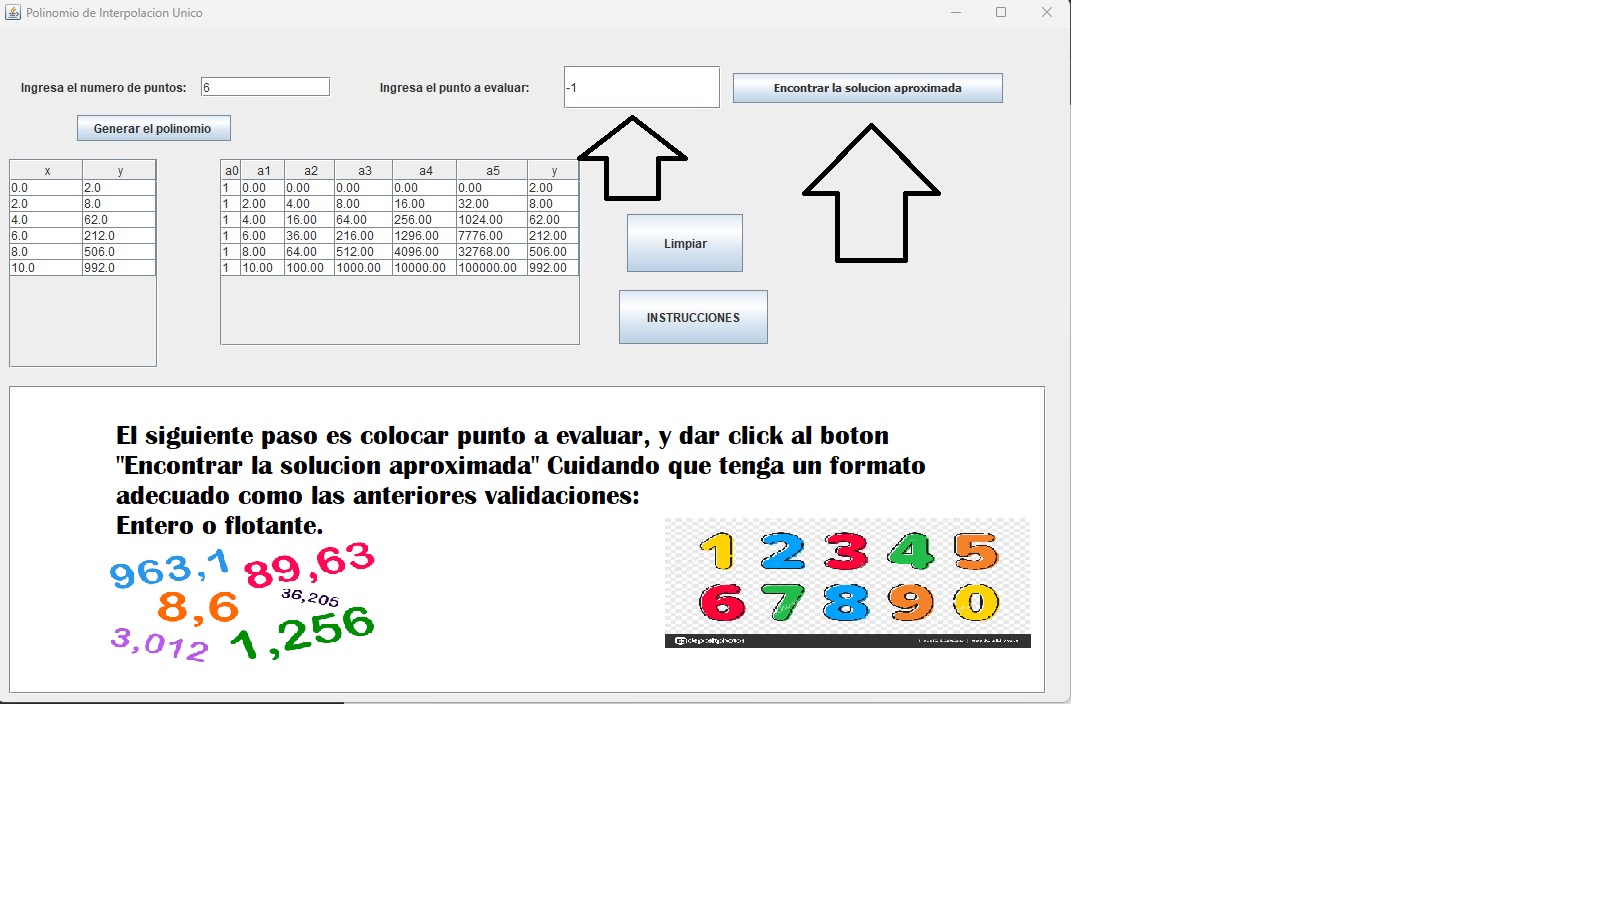 Polinomio de Interpolacion Unico
Ingresa el numero de puntos: 6 Ingresa el punto a evaluar: -1 Encontrar la solucion aproximada
Generar el polinomio
x y
0.0 2.0
2.0 8.0
4.0 62.0
6.0 212.0
8.0 506.0
10.0 992.0
a0 a1 a2 a3 a4 a5 y
1 0.00 0.00 0.00 0.00 0.00 2.00
1 2.00 4.00 8.00 16.00 32.00 8.00
1 4.00 16.00 64.00 256.00 1024.00 62.00
1 6.00 36.00 216.00 1296.00 7776.00 212.00
1 8.00 64.00 512.00 4096.00 32768.00 506.00
1 10.00 100.00 1000.00 10000.00 100000.00 992.00
Limpiar
INSTRUCCIONES
El siguiente paso es colocar punto a evaluar, y dar click al boton
"Encontrar la solucion aproximada" Cuidando que tenga un formato
adecuado como las anteriores validaciones:
Entero o flotante.
963,1 89,63
8,6 36,205
3,012 1,256
1 2 3 4 5
6 7 8 9 0